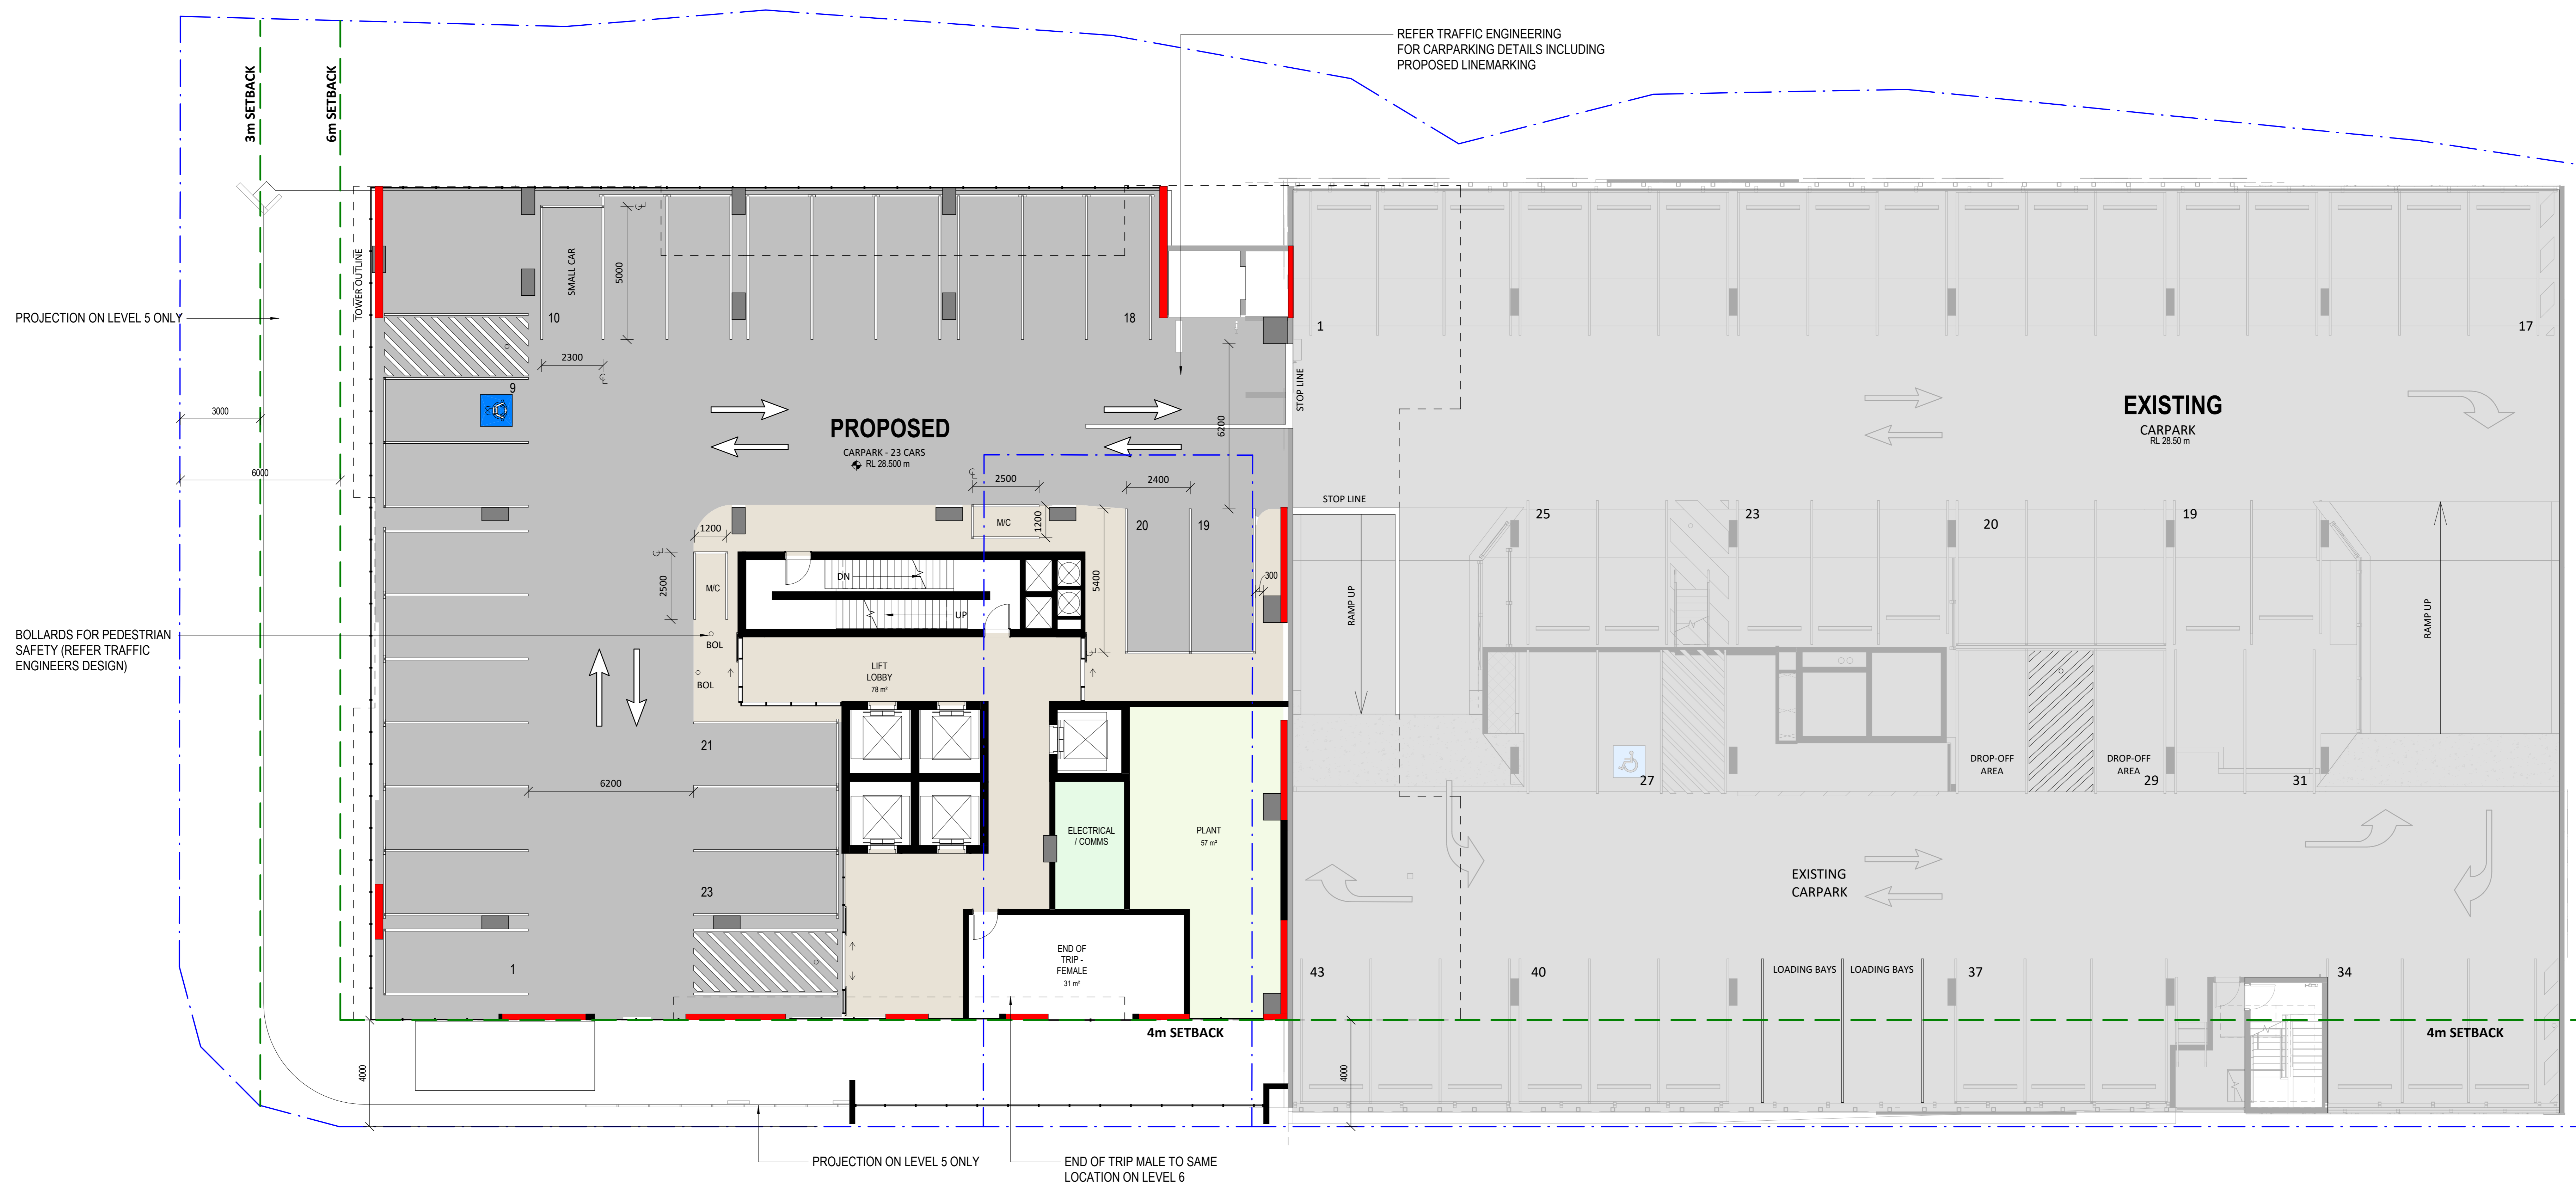 REFER TRAFFIC ENGINEERING
FOR CARPARKING DETAILS INCLUDING
PROPOSED LINEMARKING
3m SETBACK
6m SETBACK
TOWER OUTLINE
SMALL CAR
5000
10
18
2300
PROJECTION ON LEVEL 5 ONLY
9
3000
6000
PROPOSED
CARPARK - 23 CARS
RL 28.500 m
6200
STOP LINE
1
17
EXISTING
CARPARK
RL 28.50 m
2500
2400
M/C
1200
20
19
1200
2500
M/C
DN
UP
5400
300
STOP LINE
RAMP UP
25
23
20
19
RAMP UP
BOLLARDS FOR PEDESTRIAN
SAFETY (REFER TRAFFIC
ENGINEERS DESIGN)
BOL
BOL
LIFT
LOBBY
78 m²
21
6200
23
1
ELECTRICAL
/ COMMS
PLANT
57 m²
END OF
TRIP -
FEMALE
31 m²
27
DROP-OFF
AREA
DROP-OFF
AREA
29
31
EXISTING
CARPARK
43
40
LOADING BAYS
LOADING BAYS
37
34
4m SETBACK
4m SETBACK
4000
4000
PROJECTION ON LEVEL 5 ONLY
END OF TRIP MALE TO SAME
LOCATION ON LEVEL 6